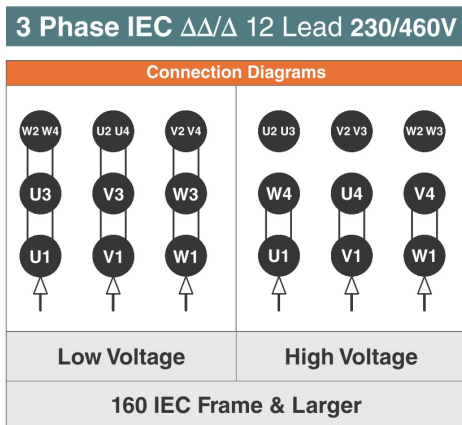 3 Phase IEC ΔΔ/Δ 12 Lead 230/460V
Connection Diagrams
W2 W4 U2 U4 V2 V4
U3 V3 W3
U1 V1 W1
U2 U3 V2 V3 W2 W3
W4 U4 V4
U1 V1 W1
Low Voltage
High Voltage
160 IEC Frame & Larger